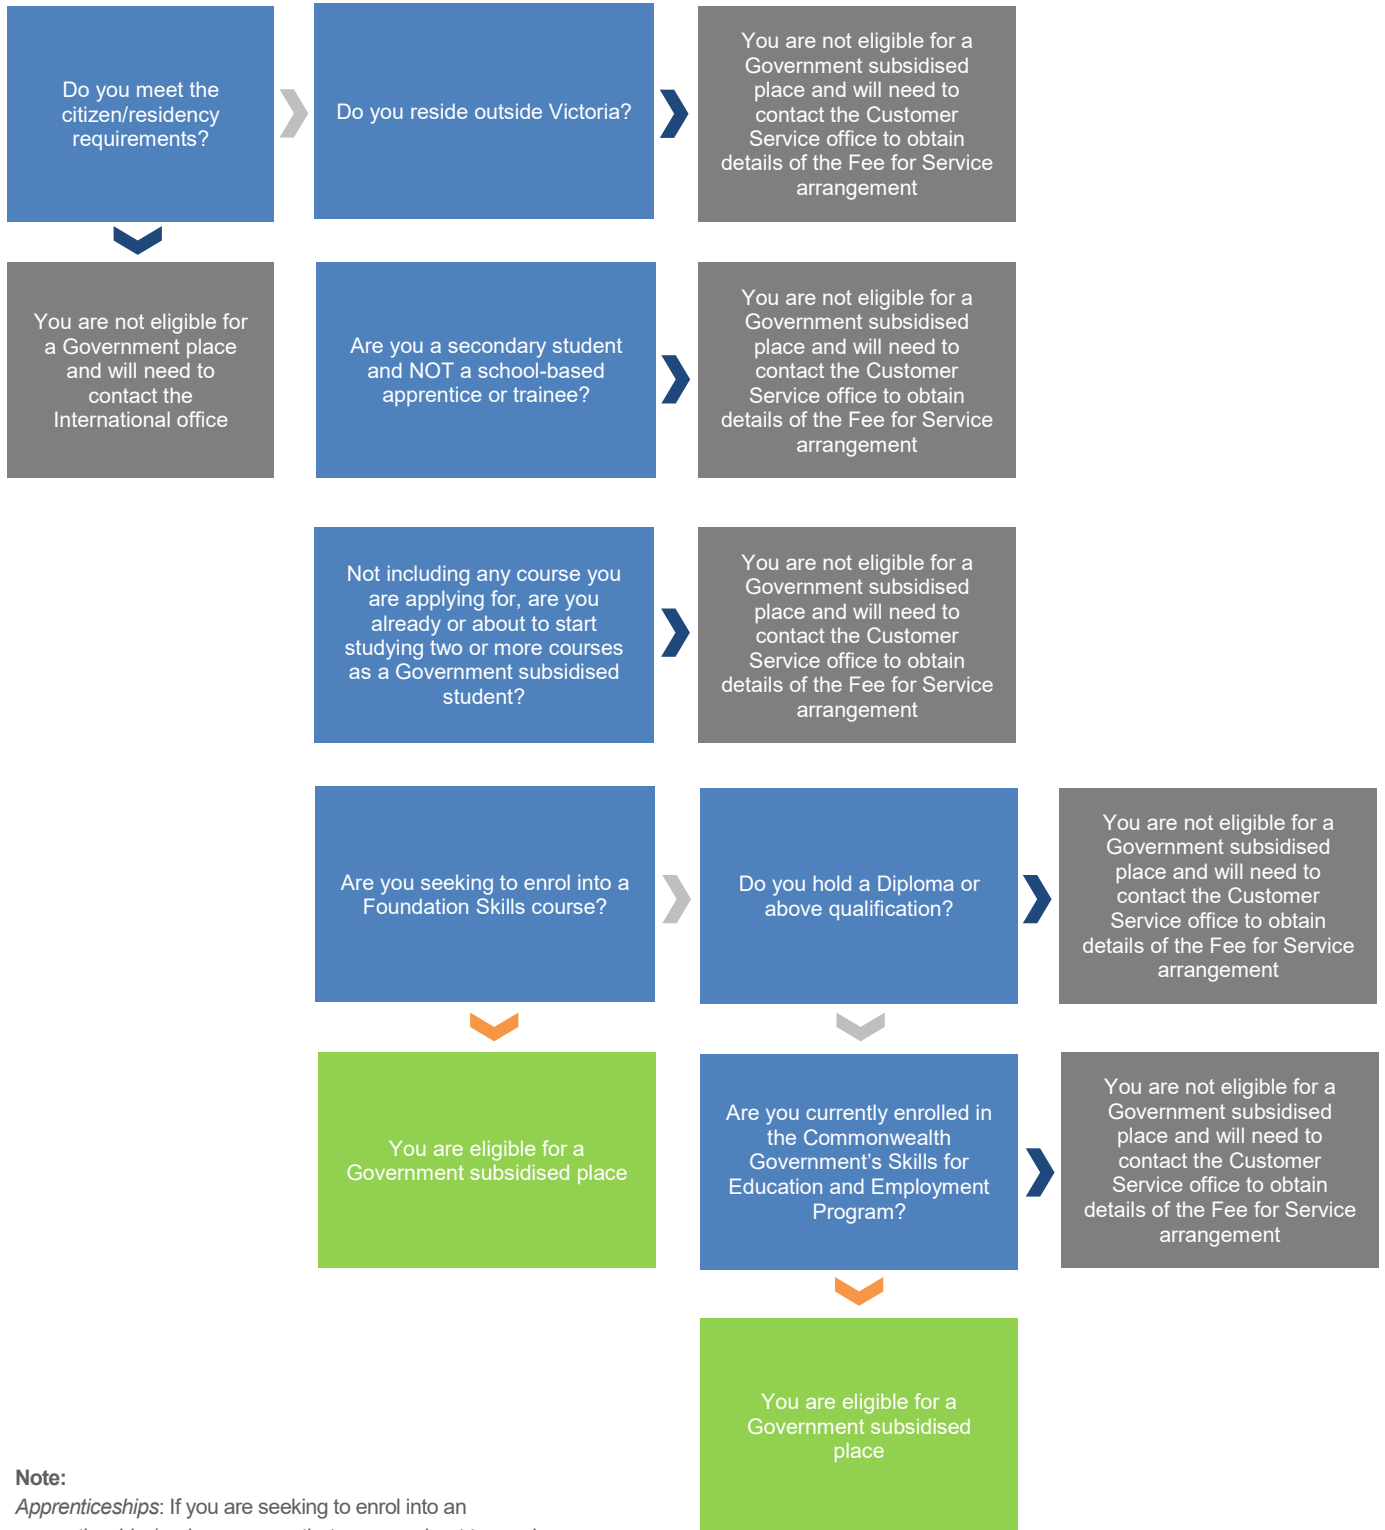 Do you meet the
citizen/residency
requirements?
Do you reside outside Victoria?
You are not eligible for a
Government subsidised
place and will need to
contact the Customer
Service office to obtain
details of the Fee for Service
arrangement
You are not eligible for
a Government place
and will need to
contact the
International office
Are you a secondary student
and NOT a school-based
apprentice or trainee?
You are not eligible for a
Government subsidised
place and will need to
contact the Customer
Service office to obtain
details of the Fee for Service
arrangement
Not including any course you
are applying for, are you
already or about to start
studying two or more courses
as a Government subsidised
student?
You are not eligible for a
Government subsidised
place and will need to
contact the Customer
Service office to obtain
details of the Fee for Service
arrangement
Are you seeking to enrol into a
Foundation Skills course?
Do you hold a Diploma or
above qualification?
You are not eligible for a
Government subsidised
place and will need to
contact the Customer
Service office to obtain
details of the Fee for Service
arrangement
You are eligible for a
Government subsidised place
Are you currently enrolled in
the Commonwealth
Government’s Skills for
Education and Employment
Program?
You are not eligible for a
Government subsidised
place and will need to
contact the Customer
Service office to obtain
details of the Fee for Service
arrangement
You are eligible for a
Government subsidised
place
Note:
Apprenticeships: If you are seeking to enrol into an